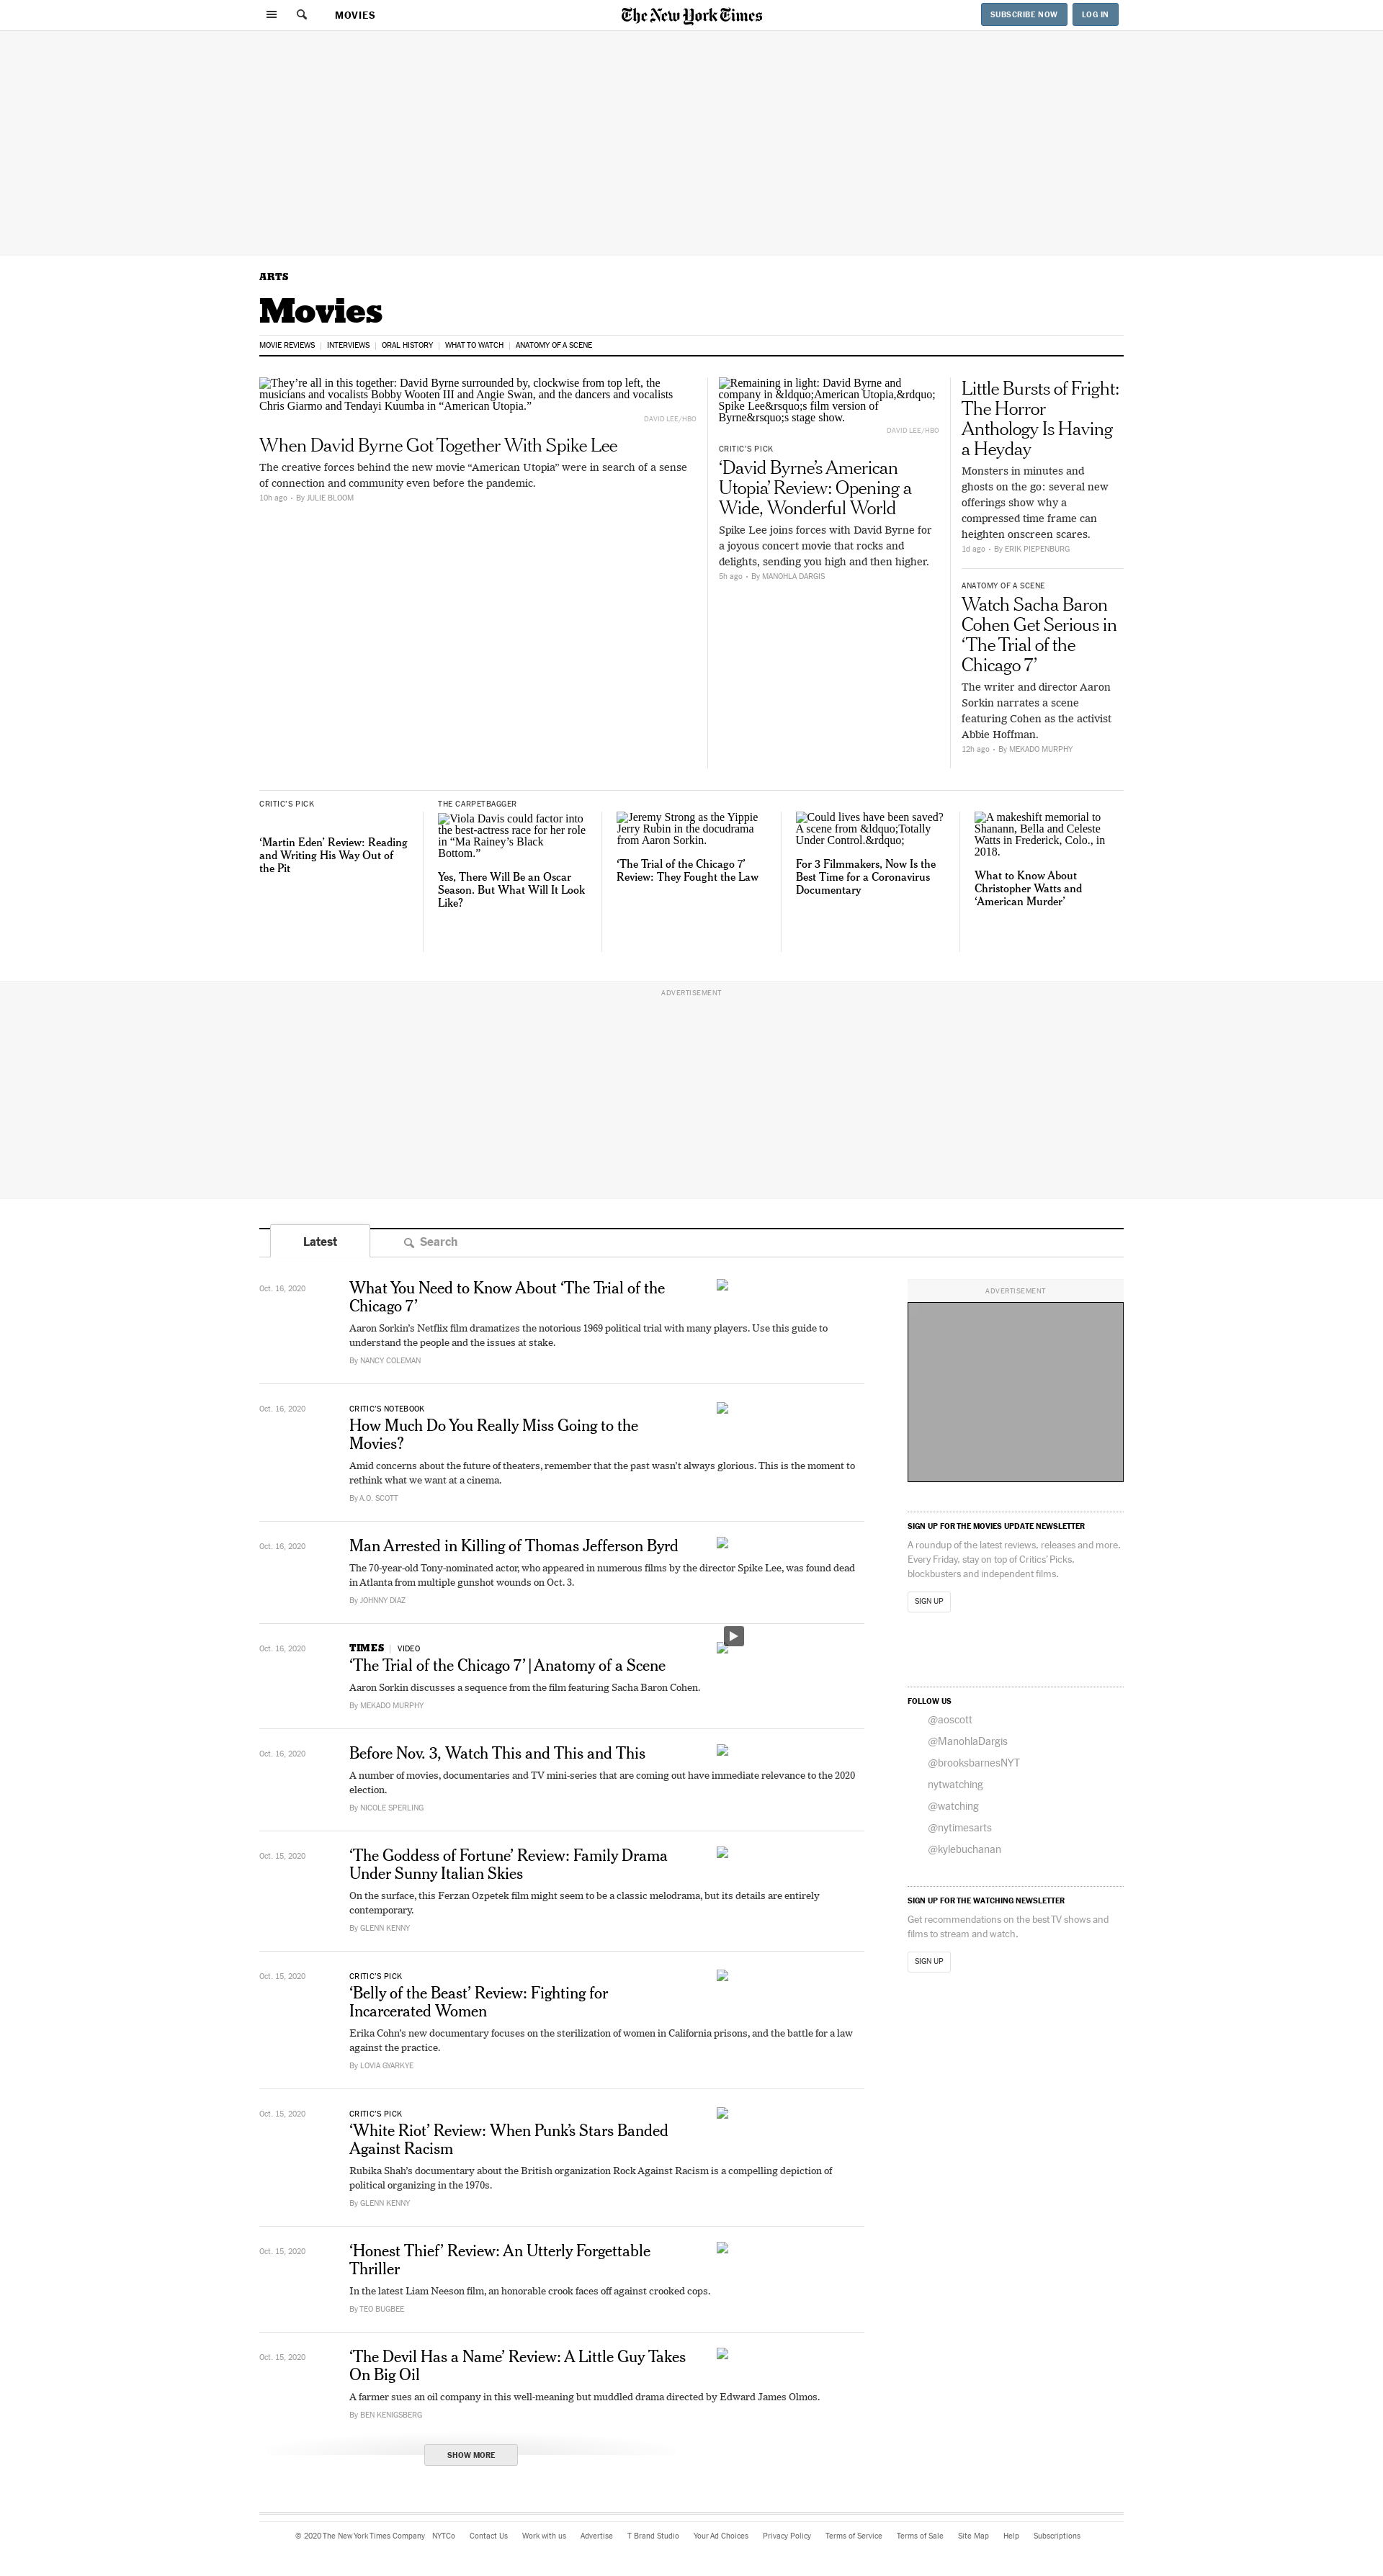 MOVIES
The New York Times
SUBSCRIBE NOW
LOG IN
ARTS
Movies
MOVIE REVIEWS | INTERVIEWS | ORAL HISTORY | WHAT TO WATCH | ANATOMY OF A SCENE
They’re all in this together: David Byrne surrounded by, clockwise from top left, the
musicians and vocalists Bobby Wooten III and Angie Swan, and the dancers and vocalists
Chris Giarmo and Tendayi Kuumba in “American Utopia.”
DAVID LEE/HBO
When David Byrne Got Together With Spike Lee
The creative forces behind the new movie “American Utopia” were in search of a sense
of connection and community even before the pandemic.
10h ago • By JULIE BLOOM
Remaining in light: David Byrne and
company in &ldquo;American Utopia,&rdquo;
Spike Lee&rsquo;s film version of
Byrne&rsquo;s stage show.
DAVID LEE/HBO
CRITIC’S PICK
‘David Byrne’s American
Utopia’ Review: Opening a
Wide, Wonderful World
Spike Lee joins forces with David Byrne for
a joyous concert movie that rocks and
delights, sending you high and then higher.
5h ago • By MANOHLA DARGIS
Little Bursts of Fright:
The Horror
Anthology Is Having
a Heyday
Monsters in minutes and
ghosts on the go: several new
offerings show why a
compressed time frame can
heighten onscreen scares.
1d ago • By ERIK PIEPENBURG
ANATOMY OF A SCENE
Watch Sacha Baron
Cohen Get Serious in
‘The Trial of the
Chicago 7’
The writer and director Aaron
Sorkin narrates a scene
featuring Cohen as the activist
Abbie Hoffman.
12h ago • By MEKADO MURPHY
CRITIC’S PICK
‘Martin Eden’ Review: Reading
and Writing His Way Out of
the Pit
THE CARPETBAGGER
Viola Davis could factor into
the best-actress race for her role
in “Ma Rainey’s Black
Bottom.”
Yes, There Will Be an Oscar
Season. But What Will It Look
Like?
Jeremy Strong as the Yippie
Jerry Rubin in the docudrama
from Aaron Sorkin.
‘The Trial of the Chicago 7’
Review: They Fought the Law
Could lives have been saved?
A scene from &ldquo;Totally
Under Control.&rdquo;
For 3 Filmmakers, Now Is the
Best Time for a Coronavirus
Documentary
A makeshift memorial to
Shanann, Bella and Celeste
Watts in Frederick, Colo., in
2018.
What to Know About
Christopher Watts and
‘American Murder’
ADVERTISEMENT
Latest
Search
Oct. 16, 2020
What You Need to Know About ‘The Trial of the
Chicago 7’
Aaron Sorkin’s Netflix film dramatizes the notorious 1969 political trial with many players. Use this guide to
understand the people and the issues at stake.
By NANCY COLEMAN
Oct. 16, 2020
CRITIC’S NOTEBOOK
How Much Do You Really Miss Going to the
Movies?
Amid concerns about the future of theaters, remember that the past wasn’t always glorious. This is the moment to
rethink what we want at a cinema.
By A.O. SCOTT
Oct. 16, 2020
Man Arrested in Killing of Thomas Jefferson Byrd
The 70-year-old Tony-nominated actor, who appeared in numerous films by the director Spike Lee, was found dead
in Atlanta from multiple gunshot wounds on Oct. 3.
By JOHNNY DIAZ
Oct. 16, 2020
TIMES | VIDEO
‘The Trial of the Chicago 7’ | Anatomy of a Scene
Aaron Sorkin discusses a sequence from the film featuring Sacha Baron Cohen.
By MEKADO MURPHY
Oct. 16, 2020
Before Nov. 3, Watch This and This and This
A number of movies, documentaries and TV mini-series that are coming out have immediate relevance to the 2020
election.
By NICOLE SPERLING
Oct. 15, 2020
‘The Goddess of Fortune’ Review: Family Drama
Under Sunny Italian Skies
On the surface, this Ferzan Ozpetek film might seem to be a classic melodrama, but its details are entirely
contemporary.
By GLENN KENNY
Oct. 15, 2020
CRITIC’S PICK
‘Belly of the Beast’ Review: Fighting for
Incarcerated Women
Erika Cohn’s new documentary focuses on the sterilization of women in California prisons, and the battle for a law
against the practice.
By LOVIA GYARKYE
Oct. 15, 2020
CRITIC’S PICK
‘White Riot’ Review: When Punk’s Stars Banded
Against Racism
Rubika Shah’s documentary about the British organization Rock Against Racism is a compelling depiction of
political organizing in the 1970s.
By GLENN KENNY
Oct. 15, 2020
‘Honest Thief’ Review: An Utterly Forgettable
Thriller
In the latest Liam Neeson film, an honorable crook faces off against crooked cops.
By TEO BUGBEE
Oct. 15, 2020
‘The Devil Has a Name’ Review: A Little Guy Takes
On Big Oil
A farmer sues an oil company in this well-meaning but muddled drama directed by Edward James Olmos.
By BEN KENIGSBERG
SHOW MORE
ADVERTISEMENT
SIGN UP FOR THE MOVIES UPDATE NEWSLETTER
A roundup of the latest reviews, releases and more.
Every Friday, stay on top of Critics’ Picks,
blockbusters and independent films.
SIGN UP
FOLLOW US
@aoscott
@ManohlaDargis
@brooksbarnesNYT
nytwatching
@watching
@nytimesarts
@kylebuchanan
SIGN UP FOR THE WATCHING NEWSLETTER
Get recommendations on the best TV shows and
films to stream and watch.
SIGN UP
© 2020 The New York Times Company NYTCo Contact Us Work with us Advertise T Brand Studio Your Ad Choices Privacy Policy Terms of Service Terms of Sale Site Map Help Subscriptions